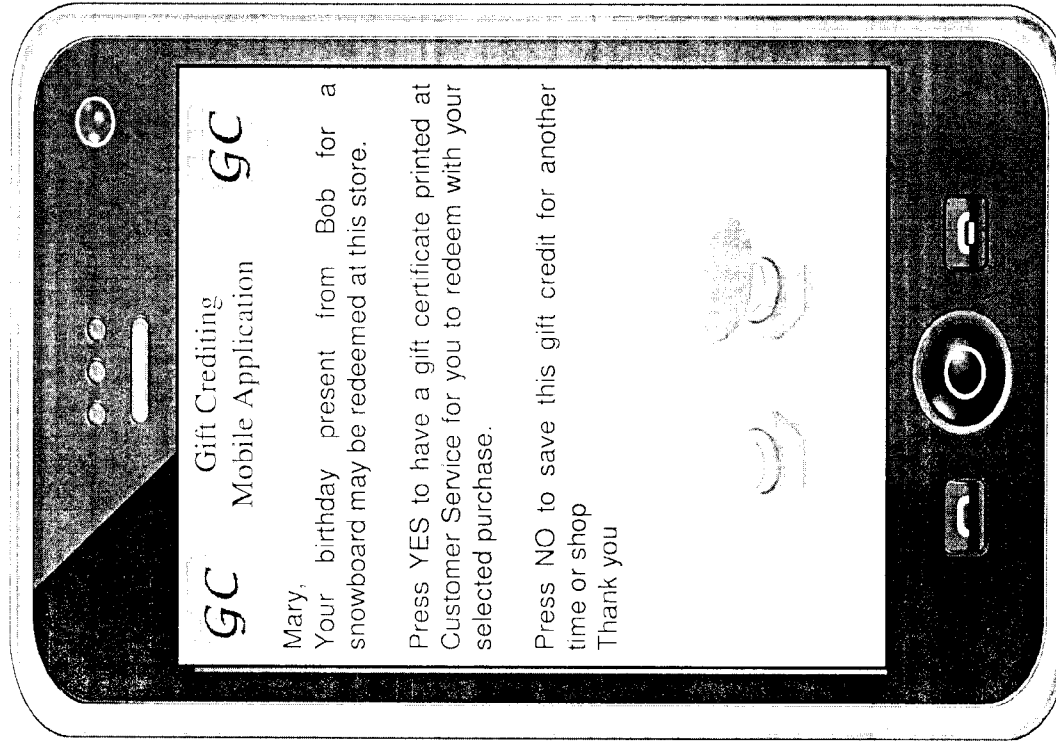 GC Gift Crediting GC
Mobile Application
Mary,
Your birthday present from Bob for a
snowboard may be redeemed at this store.
Press YES to have a gift certificate printed at
Customer Service for you to redeem with your
selected purchase.
Press NO to save this gift credit for another
time or shop
Thank you